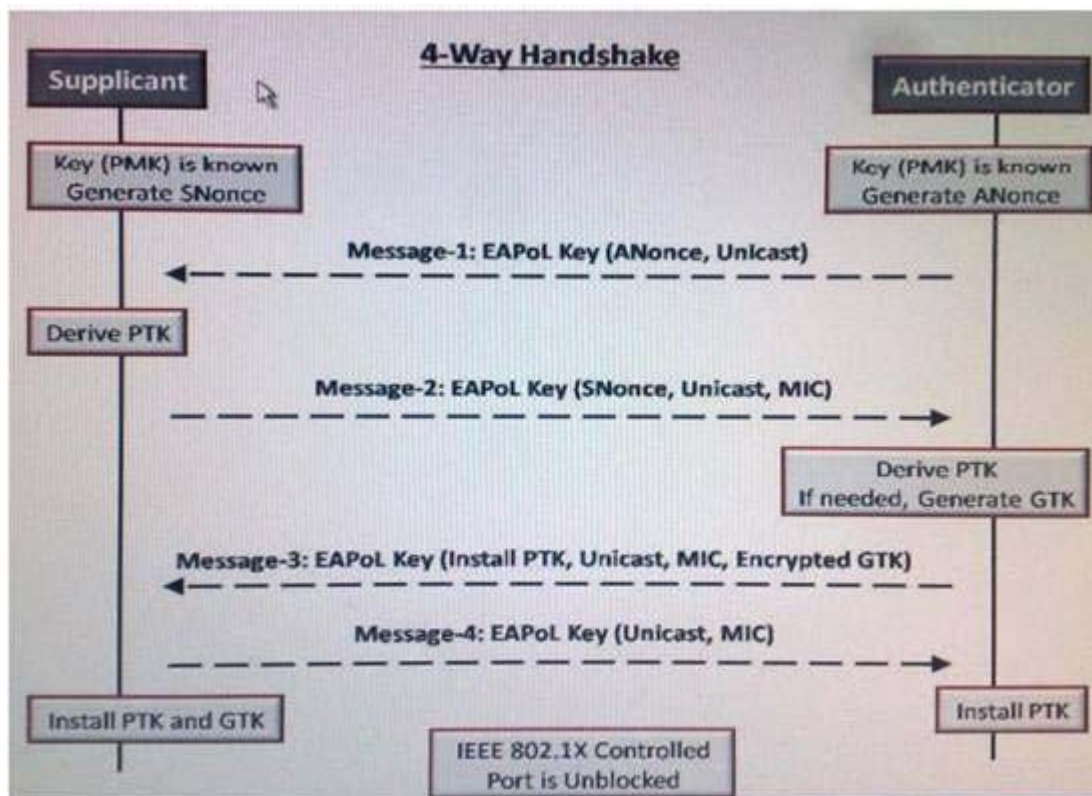 4-Way Handshake
Supplicant
Authenticator
Key (PMK) is known
Generate SNonce
Key (PMK) is known
Generate ANonce
Message-1: EAPoL Key (ANonce, Unicast)
Derive PTK
Message-2: EAPoL Key (SNonce, Unicast, MIC)
Derive PTK
If needed, Generate GTK
Message-3: EAPoL Key (Install PTK, Unicast, MIC, Encrypted GTK)
Message-4: EAPoL Key (Unicast, MIC)
Install PTK and GTK
Install PTK
IEEE 802.1X Controlled
Port is Unblocked